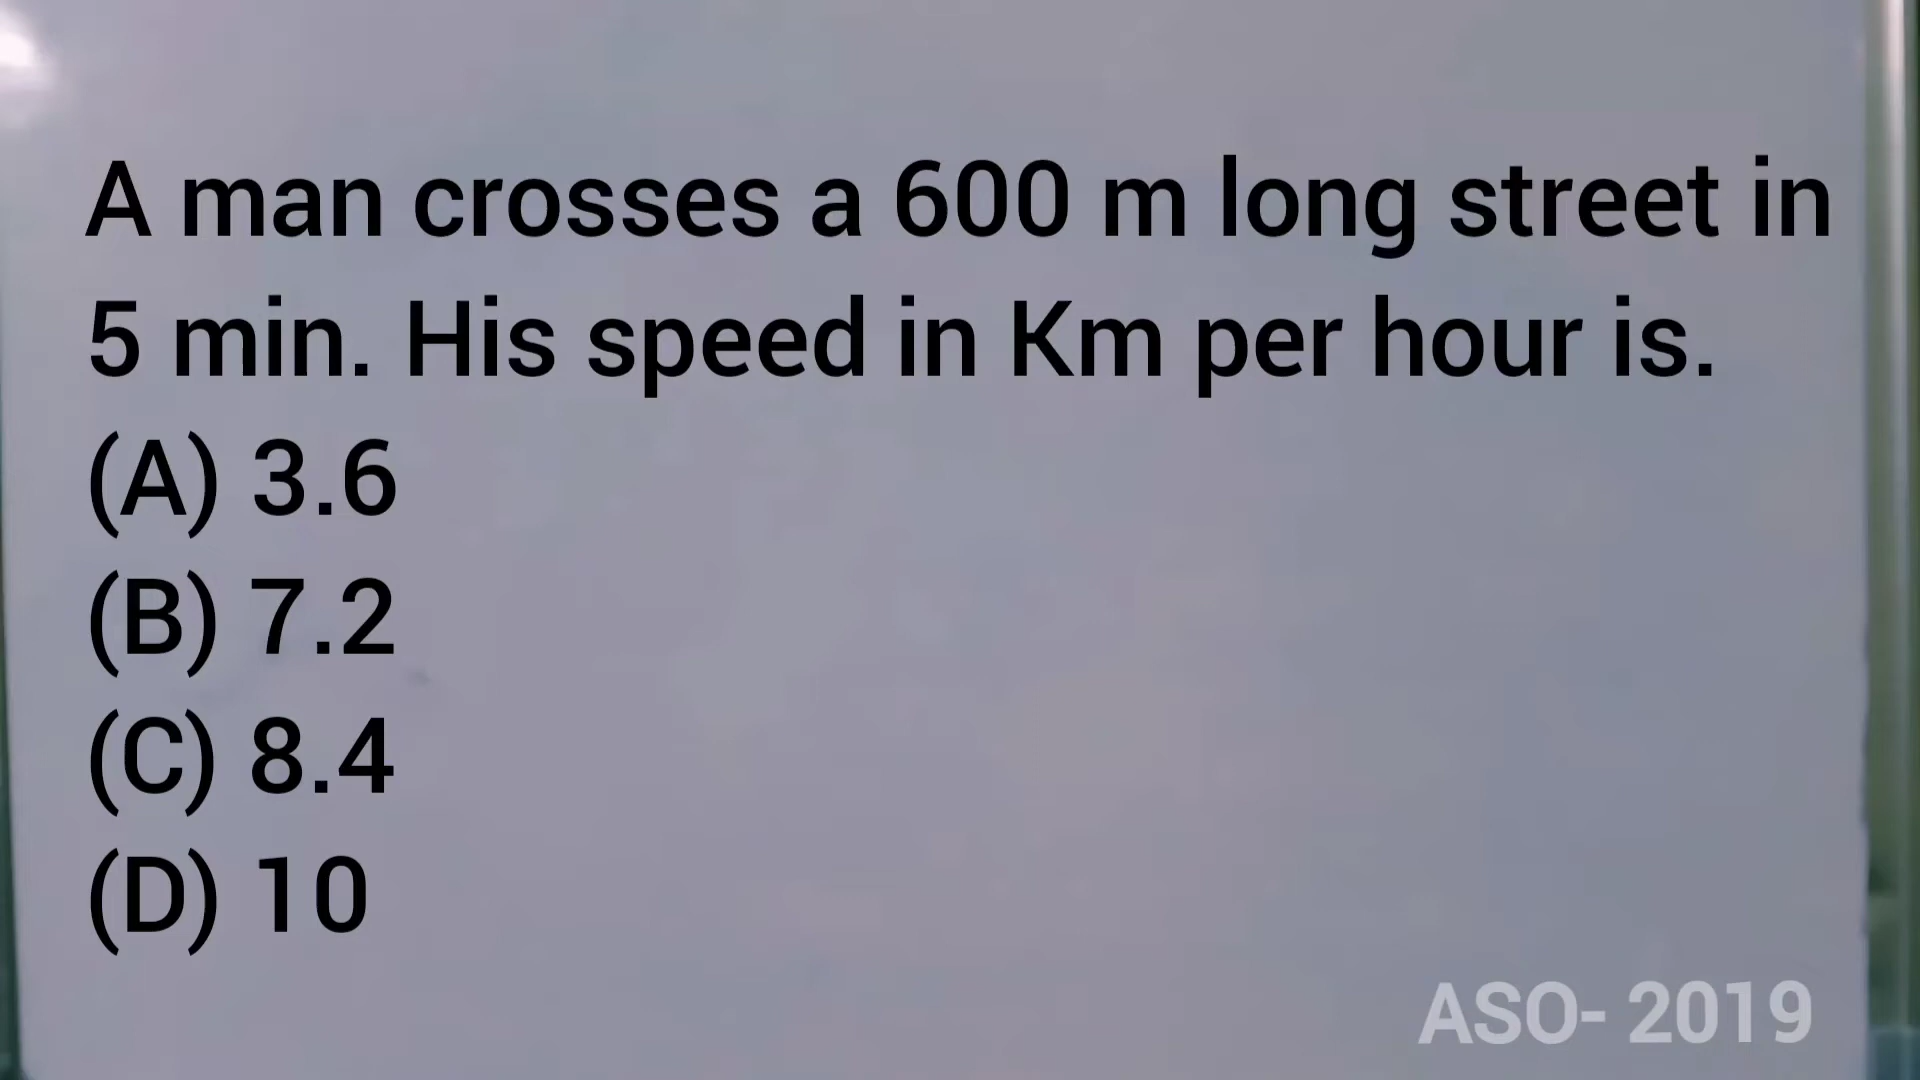 A man crosses a 600 m long street in
5 min. His speed in Km per hour is.
(A) 3.6
(B) 7.2
(C) 8.4
(D) 10
ASO- 2019